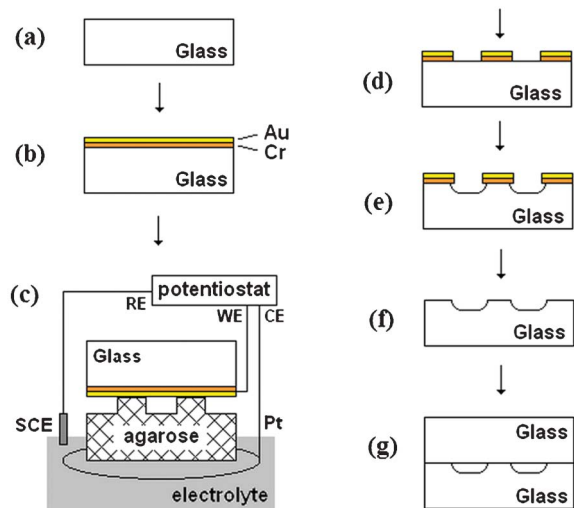 (a)
Glass
(b)
Au
Cr
Glass
(c)
potentiostat
RE
WE
CE
Glass
SCE
agarose
Pt
electrolyte
(d)
Glass
(e)
Glass
(f)
Glass
(g)
Glass
Glass